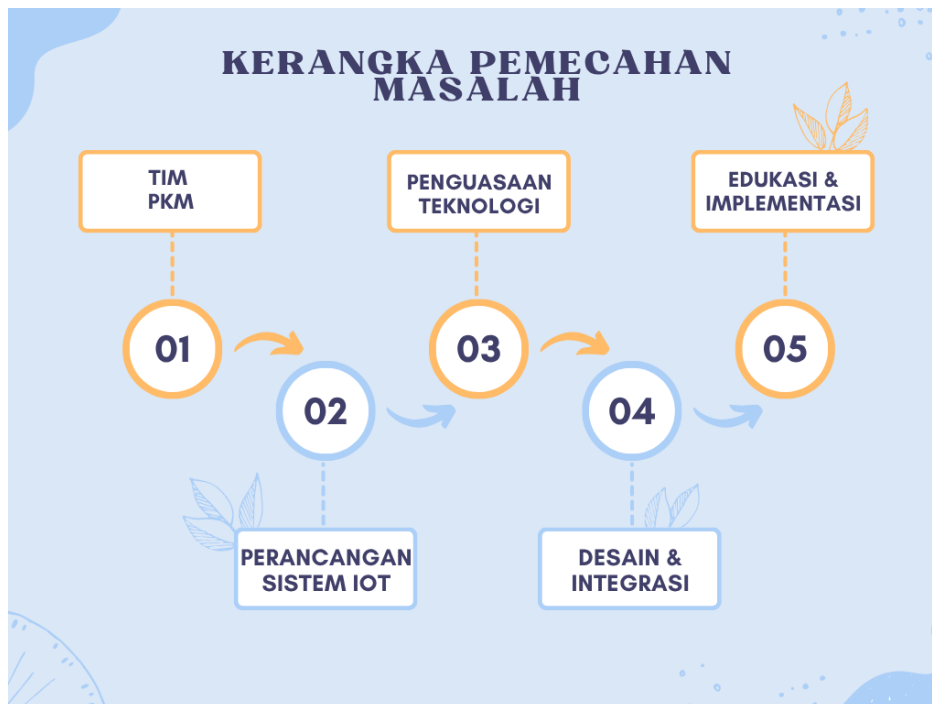 KERANGKA PEMECAHAN
MASALAH
TIM
PKM
PENGUASAAN
TEKNOLOGI
EDUKASI &
IMPLEMENTASI
01
02
03
04
05
PERANCANGAN
SISTEM IOT
DESAIN &
INTEGRASI